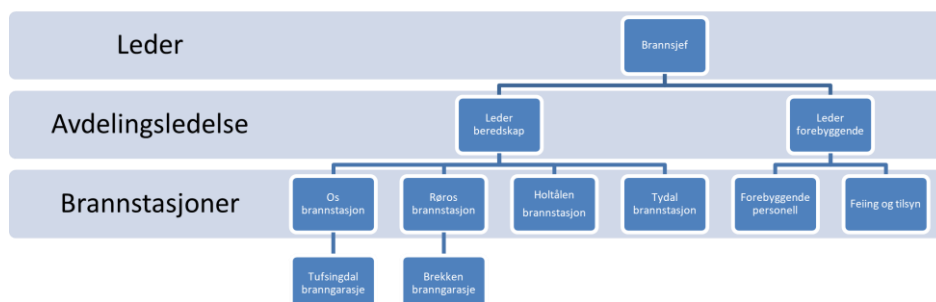 Leder
Brannsjef
Avdelingsledelse
Leder
beredskap
Leder
forebyggende
Brannstasjoner
Os
brannstasjon
Røros
brannstasjon
Holtålen
brannstasjon
Tydal
brannstasjon
Forebyggende
personell
Feiing og tilsyn
Tufsingdal
branngarasje
Brekken
branngarasje